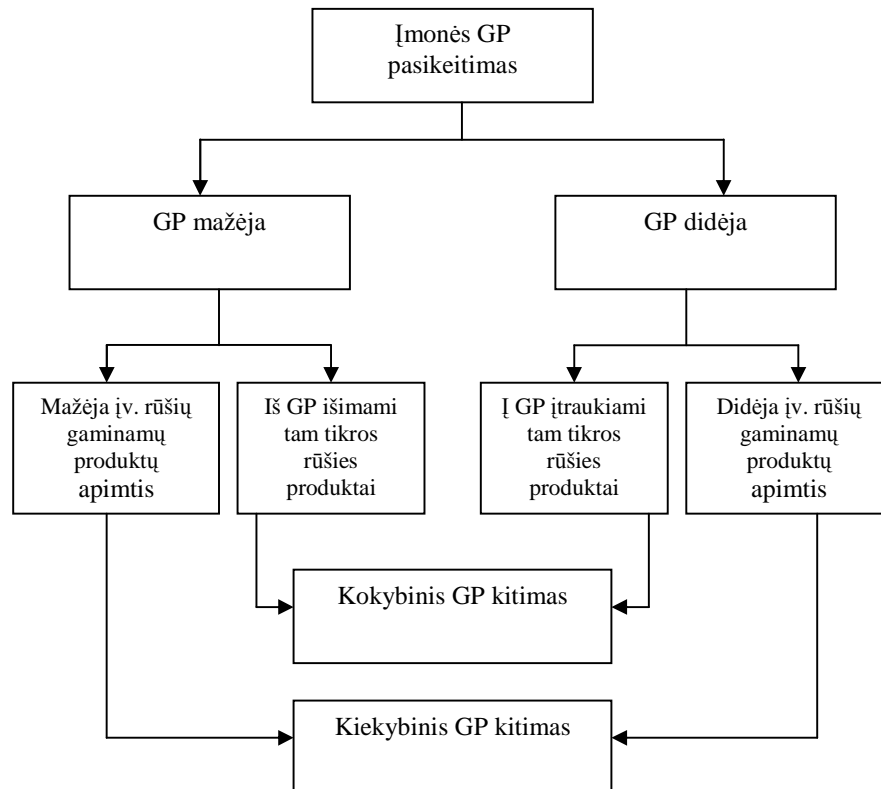 Įmonės GP
pasikeitimas
GP mažėja
GP didėja
Mažėja įv. rūšių
gaminamų
produktų
apimtis
Iš GP išimami
tam tikros
rūšies
produktai
Į GP įtraukiami
tam tikros
rūšies
produktai
Didėja įv. rūšių
gaminamų
produktų
apimtis
Kokybinis GP kitimas
Kiekybinis GP kitimas